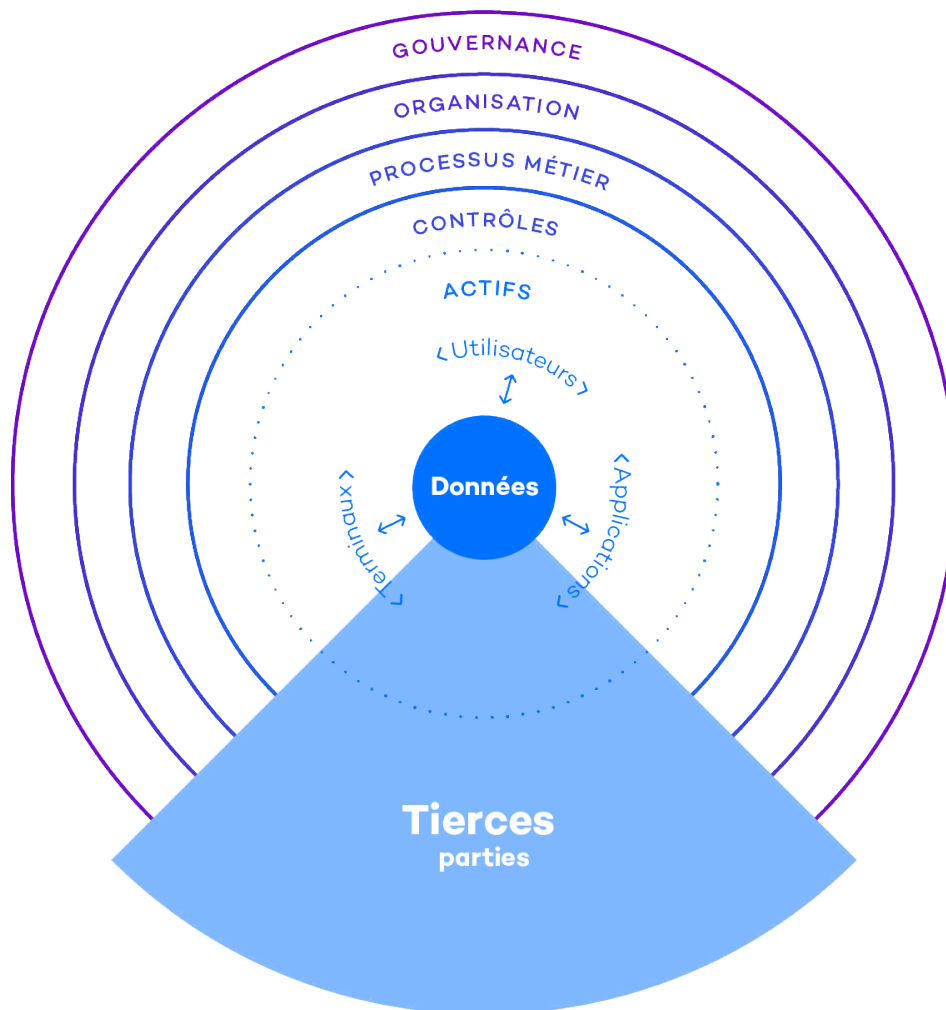 GOUVERNANCE
ORGANISATION
PROCESSUS MÉTIER
CONTRÔLES
ACTIFS
Utilisateurs
Données
Terminaux
Applications
Tierces
parties